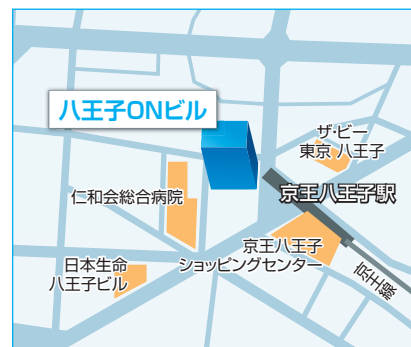 八王子ONビル
ザ・ビー
東京 八王子
仁和会総合病院
京王八王子駅
京王八王子
ショッピングセンター
日本生命
八王子ビル
京王線